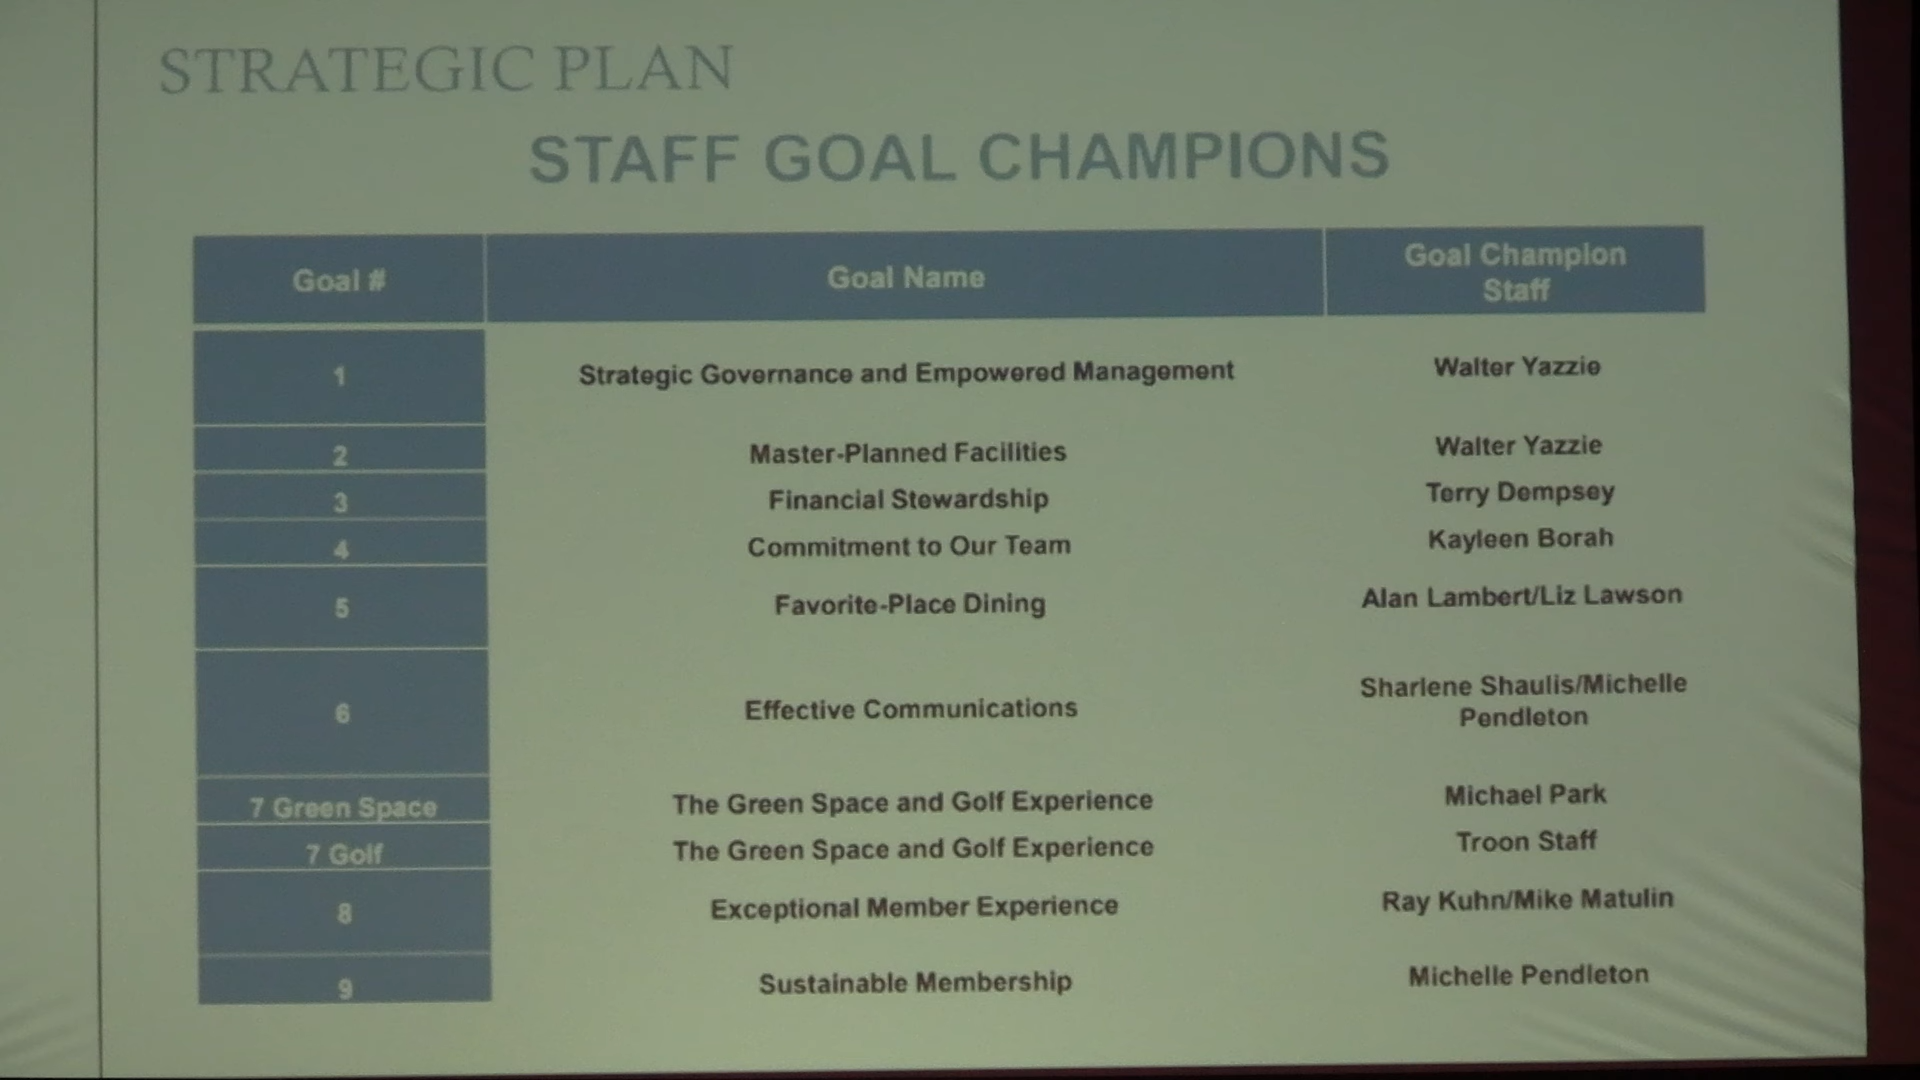 STRATEGIC PLAN
STAFF GOAL CHAMPIONS
Goal # Goal Name Goal Champion
Staff
1 Strategic Governance and Empowered Management Walter Yazzie
2 Master-Planned Facilities Walter Yazzie
3 Financial Stewardship Terry Dempsey
4 Commitment to Our Team Kayleen Borah
5 Favorite-Place Dining Alan Lambert/Liz Lawson
6 Effective Communications Sharlene Shaulis/Michelle
Pendleton
7 Green Space The Green Space and Golf Experience Michael Park
7 Golf The Green Space and Golf Experience Troon Staff
8 Exceptional Member Experience Ray Kuhn/Mike Matulin
9 Sustainable Membership Michelle Pendleton